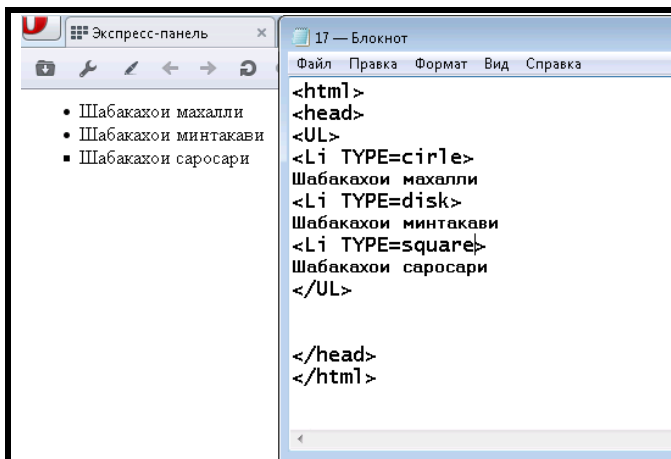 Экспресс-панель
Шабакахои махалли
Шабакахои минтакави
Шабакахои саросари
17 — Блокнот
Файл Правка Формат Вид Справка
<html>
<head>
<UL>
<Li TYPE=cirle>
Шабакахои махалли
<Li TYPE=disk>
Шабакахои минтакави
<Li TYPE=square>
Шабакахои саросари
</UL>
</head>
</html>